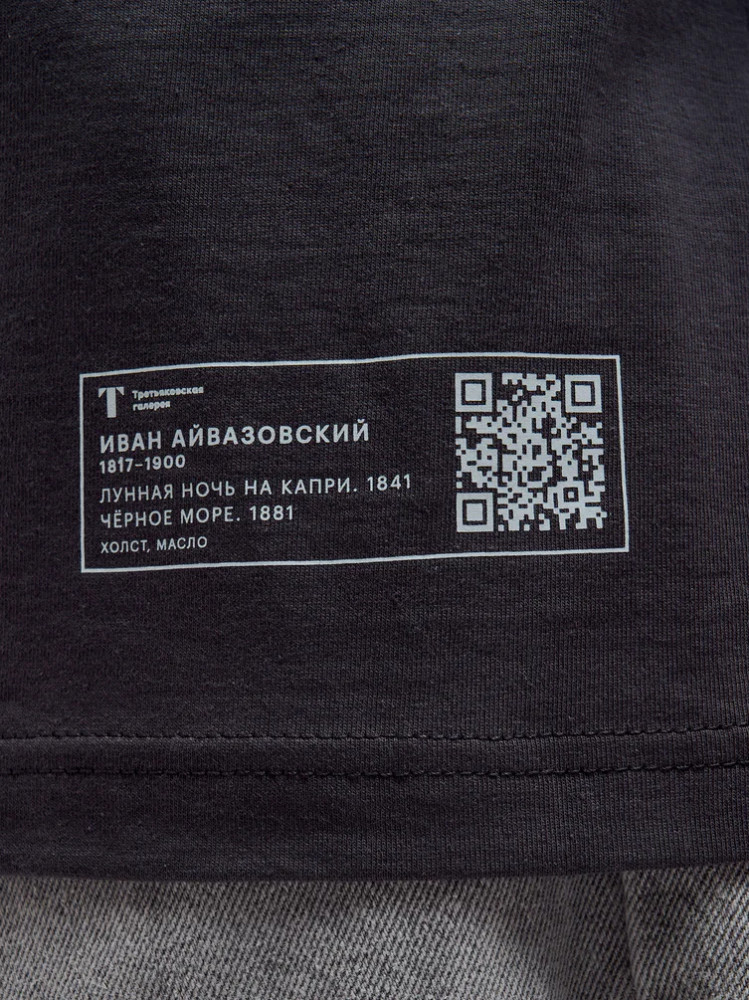 Третьяковская
галерея
ИВАН АЙВАЗОВСКИЙ
1817–1900
ЛУННАЯ НОЧЬ НА КАПРИ. 1841
ЧЁРНОЕ МОРЕ. 1881
ХОЛСТ, МАСЛО